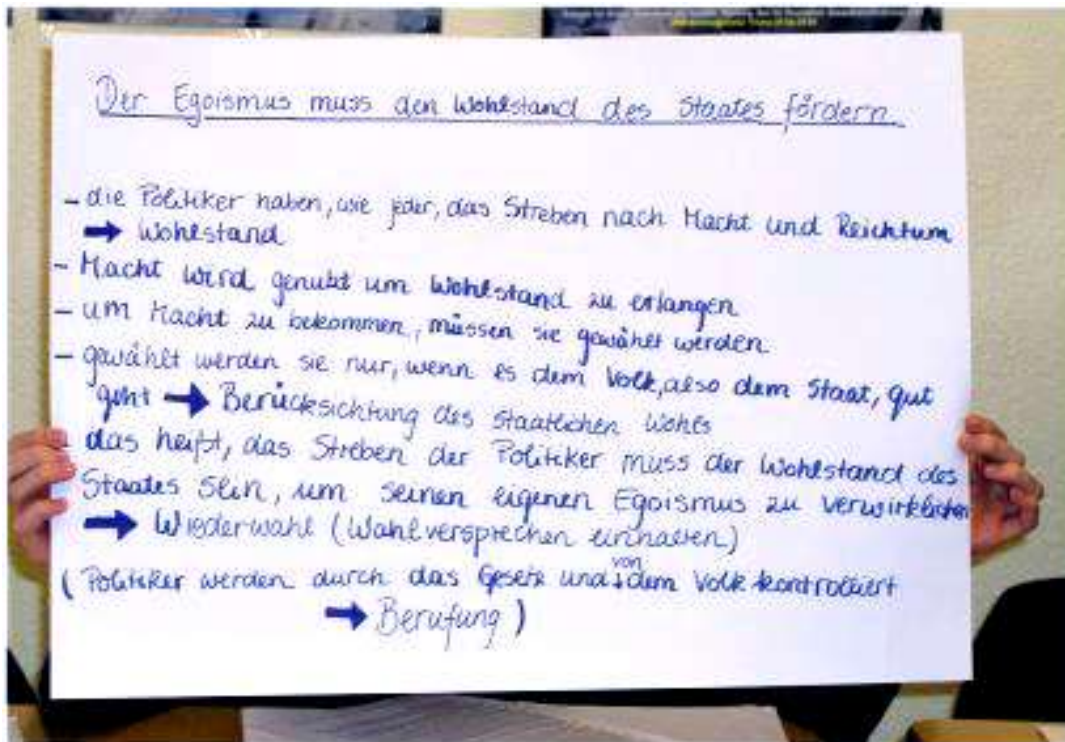 Der Egoismus muss den Wohlstand des Staates fördern.
- die Politiker haben, wie jeder, das Streben nach Macht und Reichtum
➡ Wohlstand
- Macht wird genutzt um Wohlstand zu erlangen
- um Macht zu bekommen, müssen sie gewählt werden
- gewählt werden sie nur, wenn es dem Volk, also dem Staat, gut
geht ➡ Berücksichtung des staatlichen Wohls
- das heißt, das Streben der Politiker muss der Wohlstand des
Staates sein, um seinen eigenen Egoismus zu verwirklichen
➡ Wiederwahl (Wahlversprechen einhalten)
(Politiker werden durch das Gesetz und von dem Volk kontrolliert
➡ Berufung)